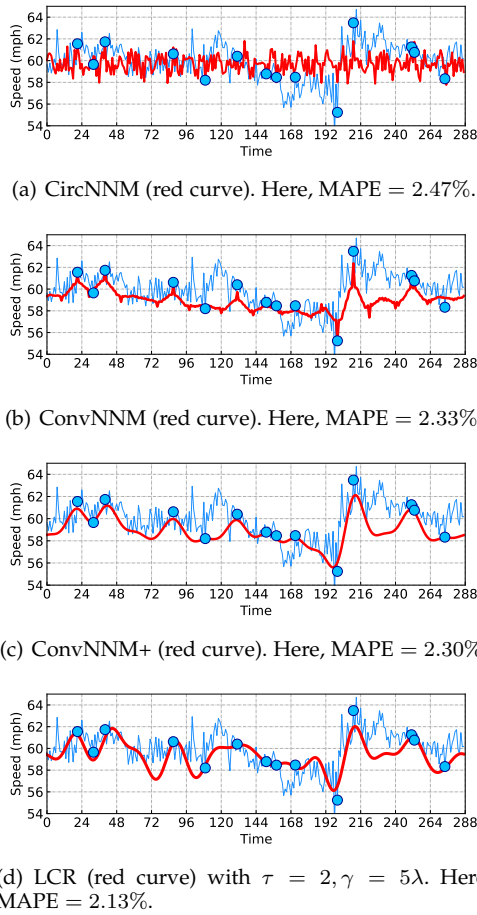 64
62
60
58
56
54
Speed (mph)
0 24 48 72 96 120 144 168 192 216 240 264 288
Time
(a) CircNNM (red curve). Here, MAPE = 2.47%.
64
62
60
58
56
54
Speed (mph)
0 24 48 72 96 120 144 168 192 216 240 264 288
Time
(b) ConvNNM (red curve). Here, MAPE = 2.33%
64
62
60
58
56
54
Speed (mph)
0 24 48 72 96 120 144 168 192 216 240 264 288
Time
(c) ConvNNM+ (red curve). Here, MAPE = 2.30%
64
62
60
58
56
54
Speed (mph)
0 24 48 72 96 120 144 168 192 216 240 264 288
Time
(d) LCR (red curve) with τ = 2, γ = 5λ. Here
MAPE = 2.13%.